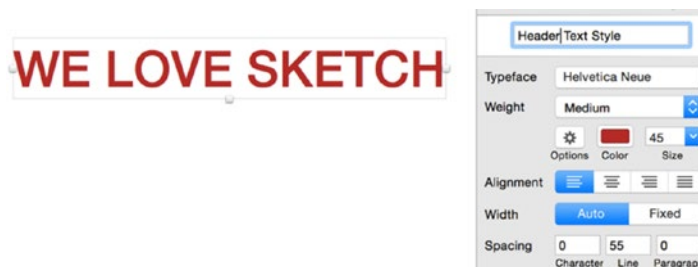 WE LOVE SKETCH
Header Text Style
Typeface Helvetica Neue
Weight Medium
45
Options Color Size
Alignment
Width Auto Fixed
Spacing 0 55 0
Character Line Paragrap